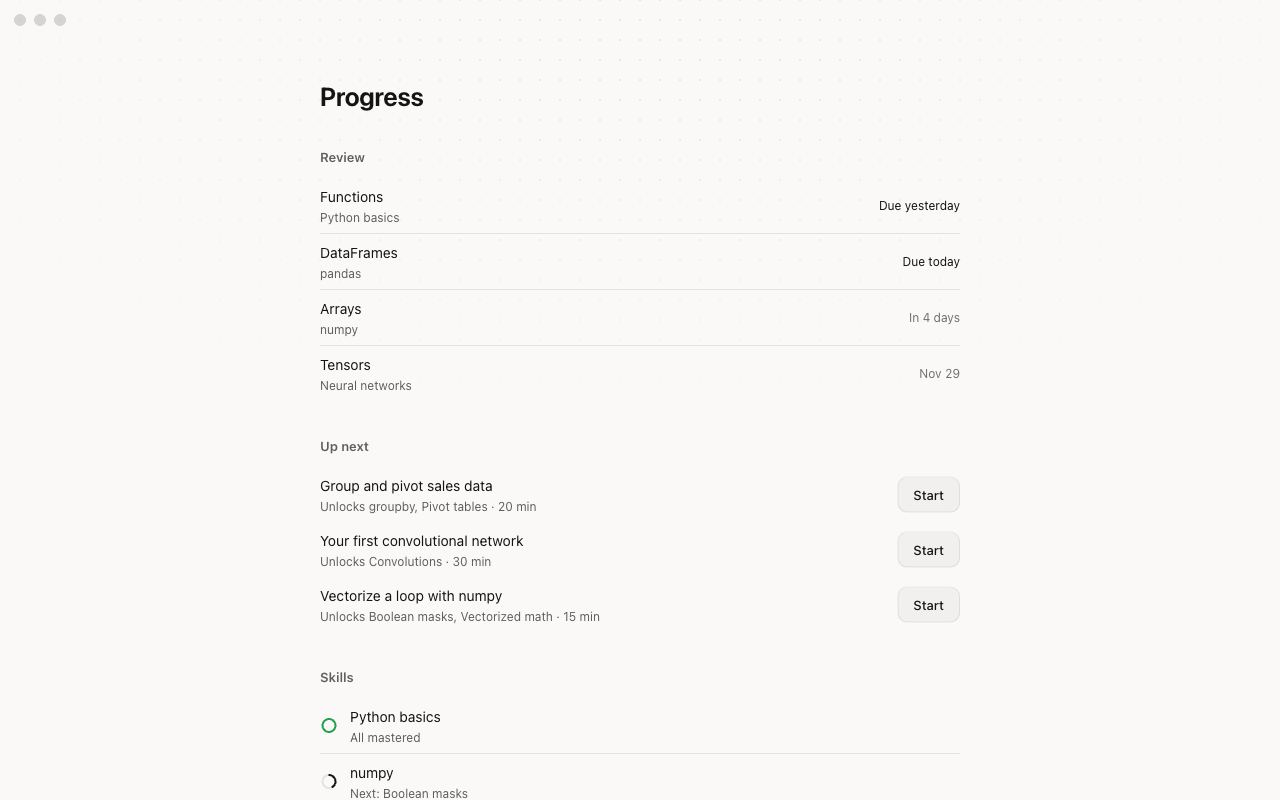 Progress
Review
Functions
Python basics
Due yesterday
DataFrames
pandas
Due today
Arrays
numpy
In 4 days
Tensors
Neural networks
Nov 29
Up next
Group and pivot sales data
Unlocks groupby, Pivot tables · 20 min
Start
Your first convolutional network
Unlocks Convolutions · 30 min
Start
Vectorize a loop with numpy
Unlocks Boolean masks, Vectorized math · 15 min
Start
Skills
Python basics
All mastered
numpy
Next: Boolean masks